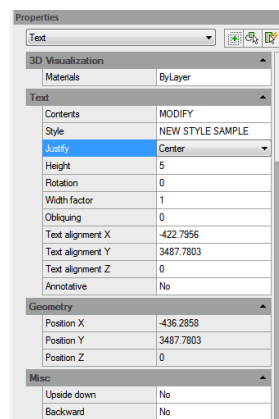 Properties
Text
3D Visualization
Materials ByLayer
Text
Contents MODIFY
Style NEW STYLE SAMPLE
Justify Center
Height 5
Rotation 0
Width factor 1
Obliquing 0
Text alignment X -422.7956
Text alignment Y 3487.7803
Text alignment Z 0
Annotative No
Geometry
Position X -436.2858
Position Y 3487.7803
Position Z 0
Misc
Upside down No
Backward No